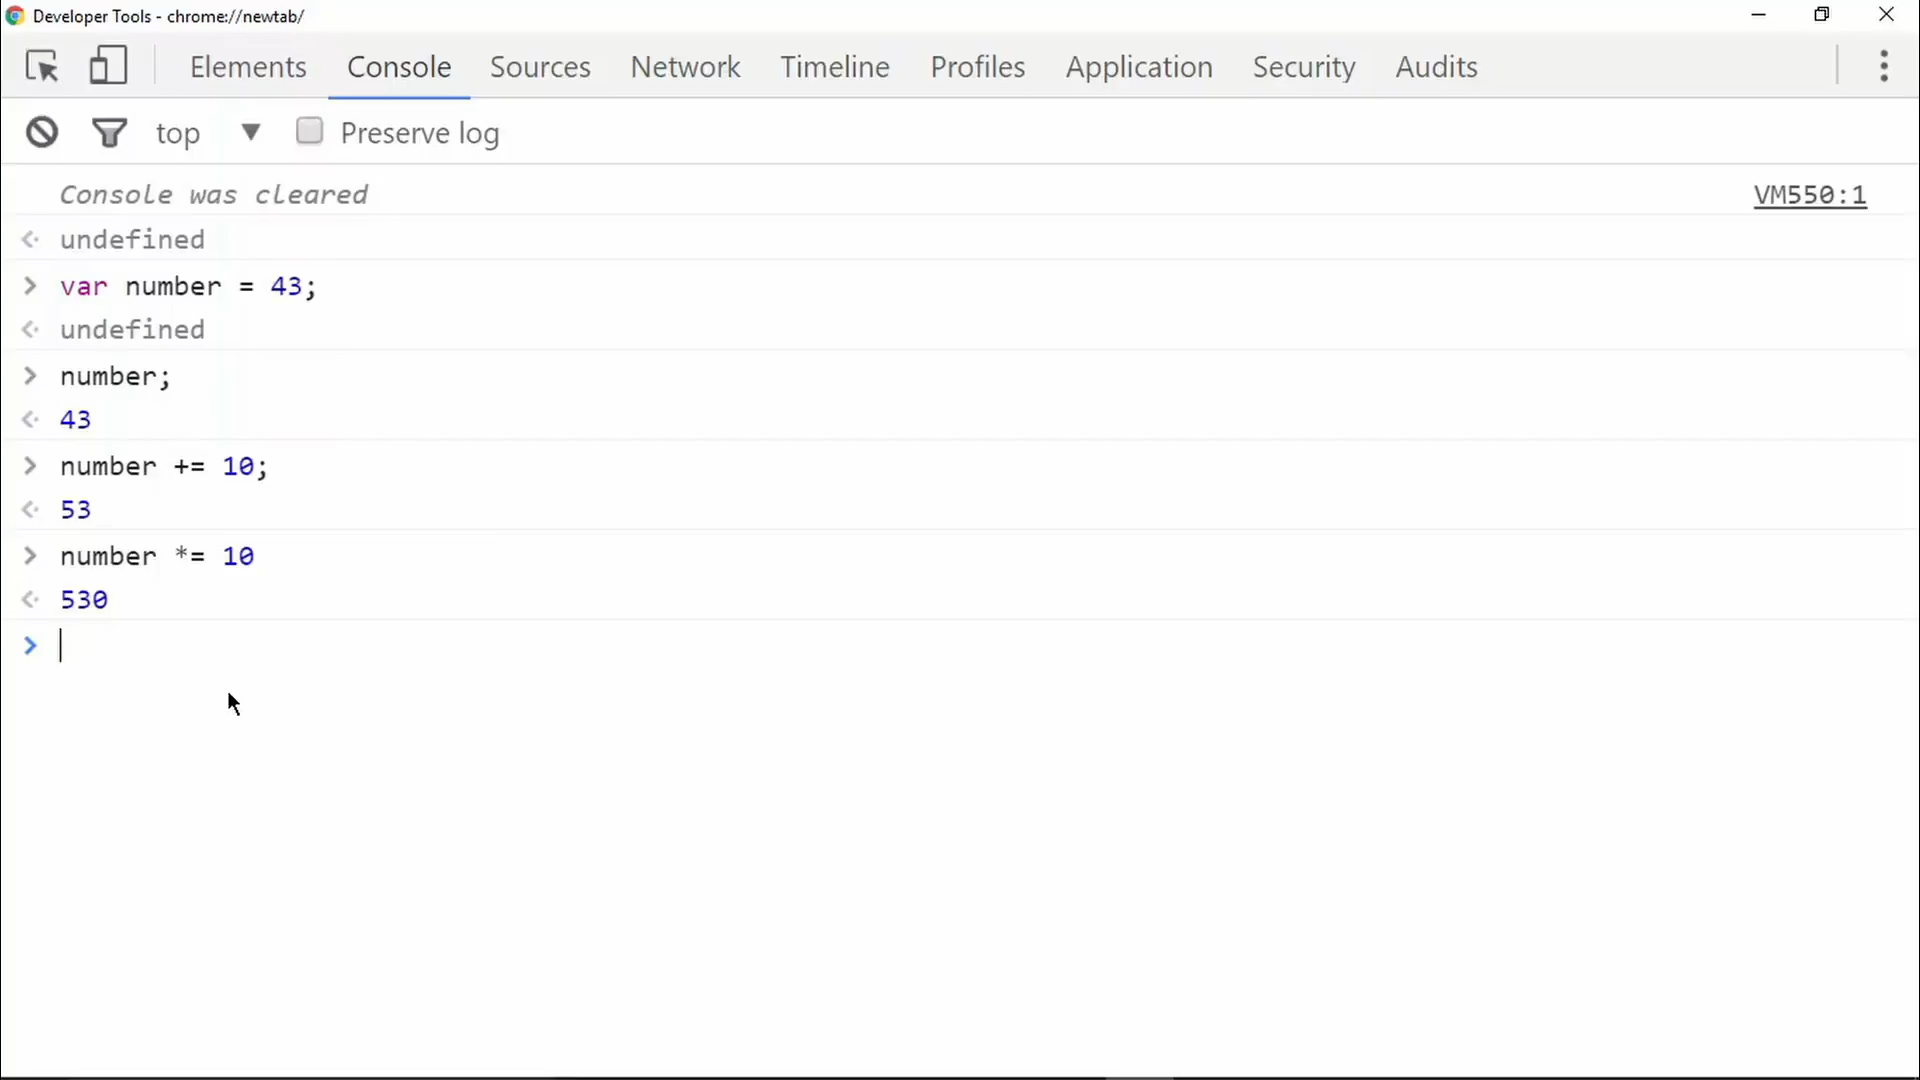 Developer Tools - chrome://newtab/
Elements Console Sources Network Timeline Profiles Application Security Audits
top ▼ Preserve log
Console was cleared VM550:1
undefined
> var number = 43;
undefined
> number;
43
> number += 10;
53
> number *= 10
530
>